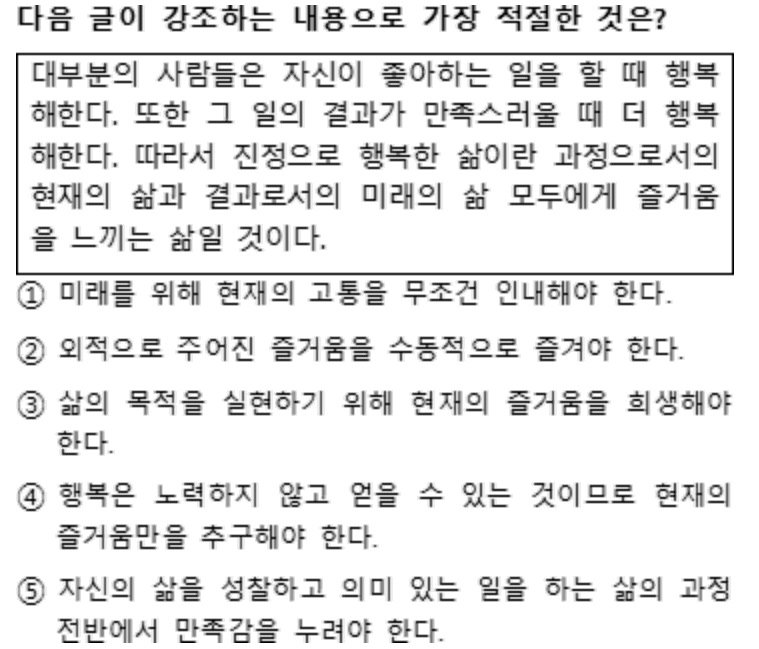 다음 글이 강조하는 내용으로 가장 적절한 것은?
대부분의 사람들은 자신이 좋아하는 일을 할 때 행복
해한다. 또한 그 일의 결과가 만족스러울 때 더 행복
해한다. 따라서 진정으로 행복한 삶이란 과정으로서의
현재의 삶과 결과로서의 미래의 삶 모두에게 즐거움
을 느끼는 삶일 것이다.
① 미래를 위해 현재의 고통을 무조건 인내해야 한다.
② 외적으로 주어진 즐거움을 수동적으로 즐겨야 한다.
③ 삶의 목적을 실현하기 위해 현재의 즐거움을 희생해야
한다.
④ 행복은 노력하지 않고 얻을 수 있는 것이므로 현재의
즐거움만을 추구해야 한다.
⑤ 자신의 삶을 성찰하고 의미 있는 일을 하는 삶의 과정
전반에서 만족감을 누려야 한다.